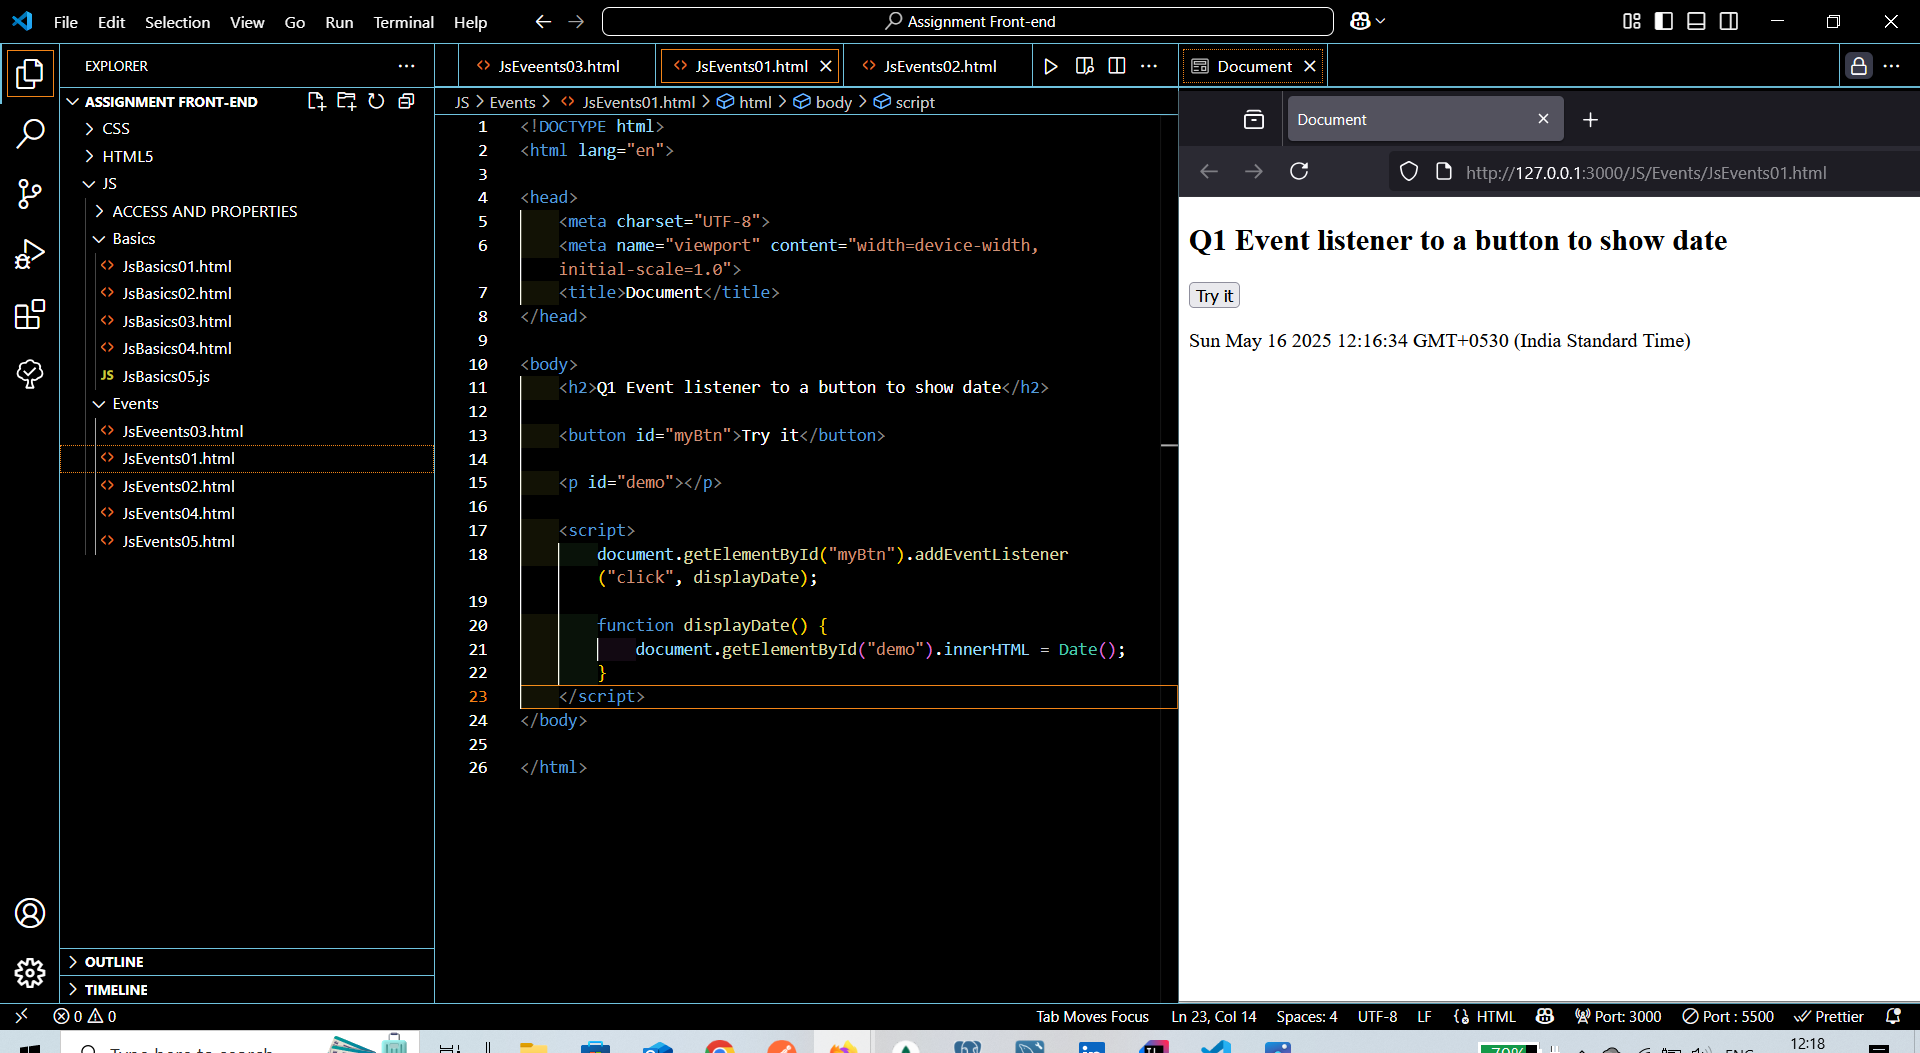 File Edit Selection View Go Run Terminal Help
Assignment Front-end
EXPLORER
ASSIGNMENT FRONT-END
CSS
HTML5
JS
ACCESS AND PROPERTIES
Basics
JsBasics01.html
JsBasics02.html
JsBasics03.html
JsBasics04.html
JS JsBasics05.js
Events
JsEveents03.html
JsEvents01.html
JsEvents02.html
JsEvents04.html
JsEvents05.html
OUTLINE
TIMELINE
JsEveents03.html JsEvents01.html JsEvents02.html
JS > Events > JsEvents01.html > html > body > script
1 <!DOCTYPE html>
2 <html lang="en">
3
4 <head>
5 <meta charset="UTF-8">
6 <meta name="viewport" content="width=device-width,
initial-scale=1.0">
7 <title>Document</title>
8 </head>
9
10 <body>
11 <h2>Q1 Event listener to a button to show date</h2>
12
13 <button id="myBtn">Try it</button>
14
15 <p id="demo"></p>
16
17 <script>
18 document.getElementById("myBtn").addEventListener
("click", displayDate);
19
20 function displayDate() {
21 document.getElementById("demo").innerHTML = Date();
22 }
23 </script>
24 </body>
25
26 </html>
Document
Document
http://127.0.0.1:3000/JS/Events/JsEvents01.html
Q1 Event listener to a button to show date
Try it
Sun May 16 2025 12:16:34 GMT+0530 (India Standard Time)
0 0 Tab Moves Focus Ln 23, Col 14 Spaces: 4 UTF-8 LF HTML Port: 3000 Port : 5500 Prettier
Type here to search
79%
ENG
12:18